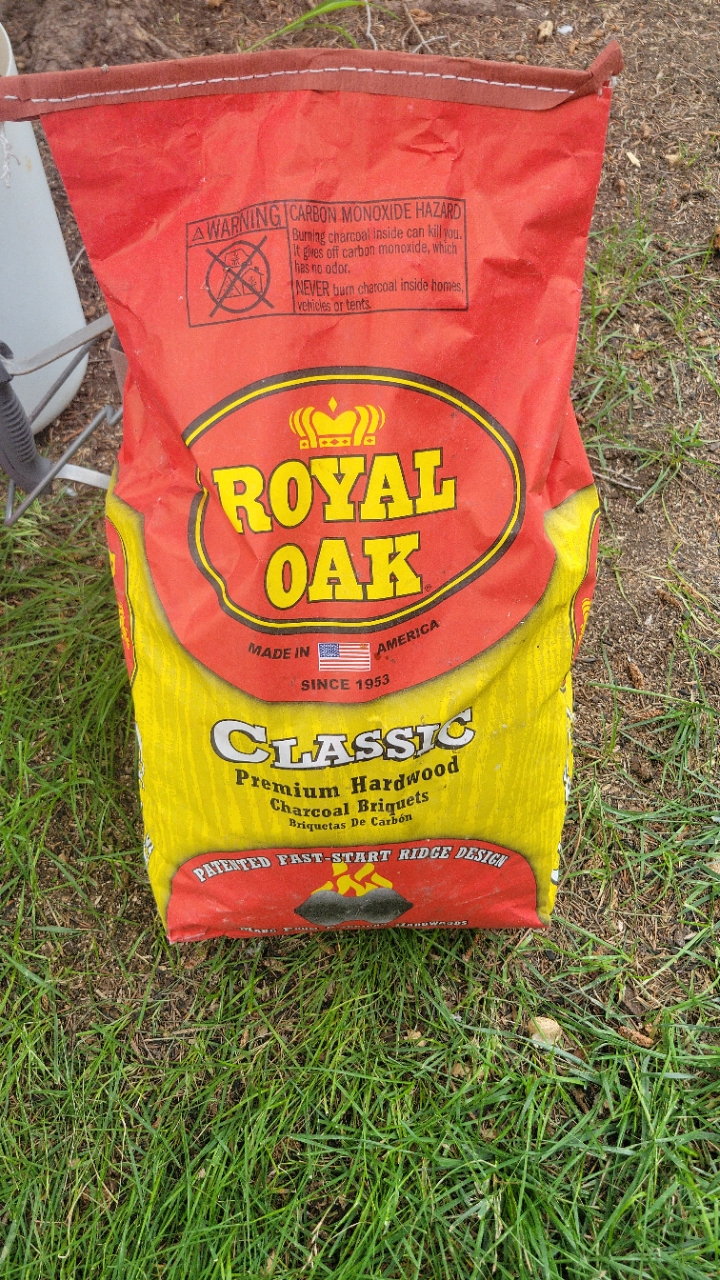 WARNING
CARBON MONOXIDE HAZARD
Burning charcoal inside can kill you.
It gives off carbon monoxide, which
has no odor.
NEVER burn charcoal inside homes,
vehicles or tents.
ROYAL
OAK
MADE IN AMERICA
SINCE 1953
CLASSIC
Premium Hardwood
Charcoal Briquets
Briquetas De Carbón
PATENTED FAST-START RIDGE DESIGN
HARDWOODS